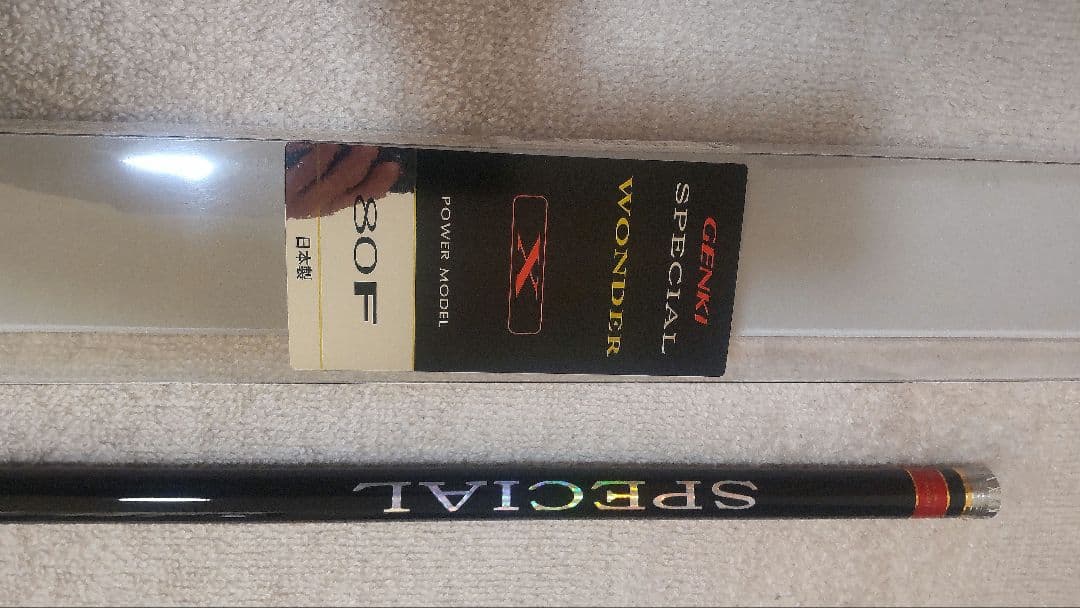 GENKI
SPECIAL
WONDER
X
POWER MODEL
80F
日本製
SPECIAL